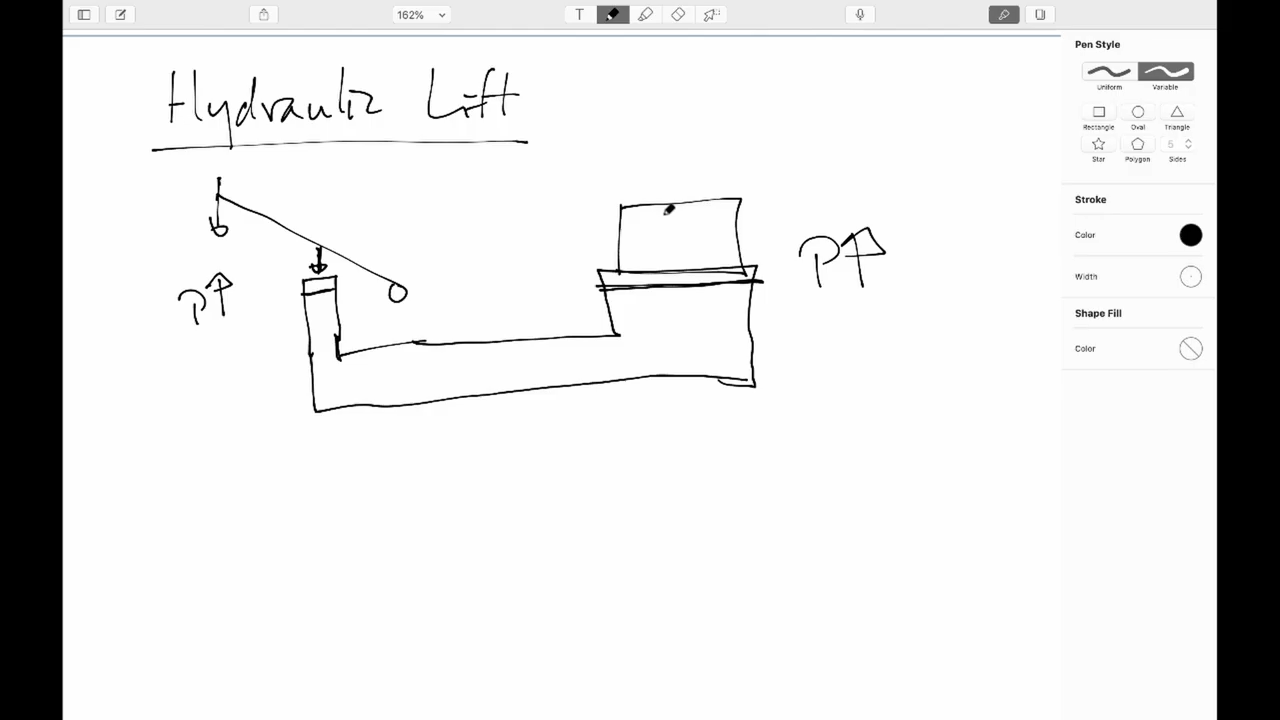 162%
T
Pen Style
Uniform
Variable
Rectangle
Oval
Triangle
Star
Polygon
5
Sides
Stroke
Color
Width
Shape Fill
Color
Hydraulic Lift
P↑
P↑